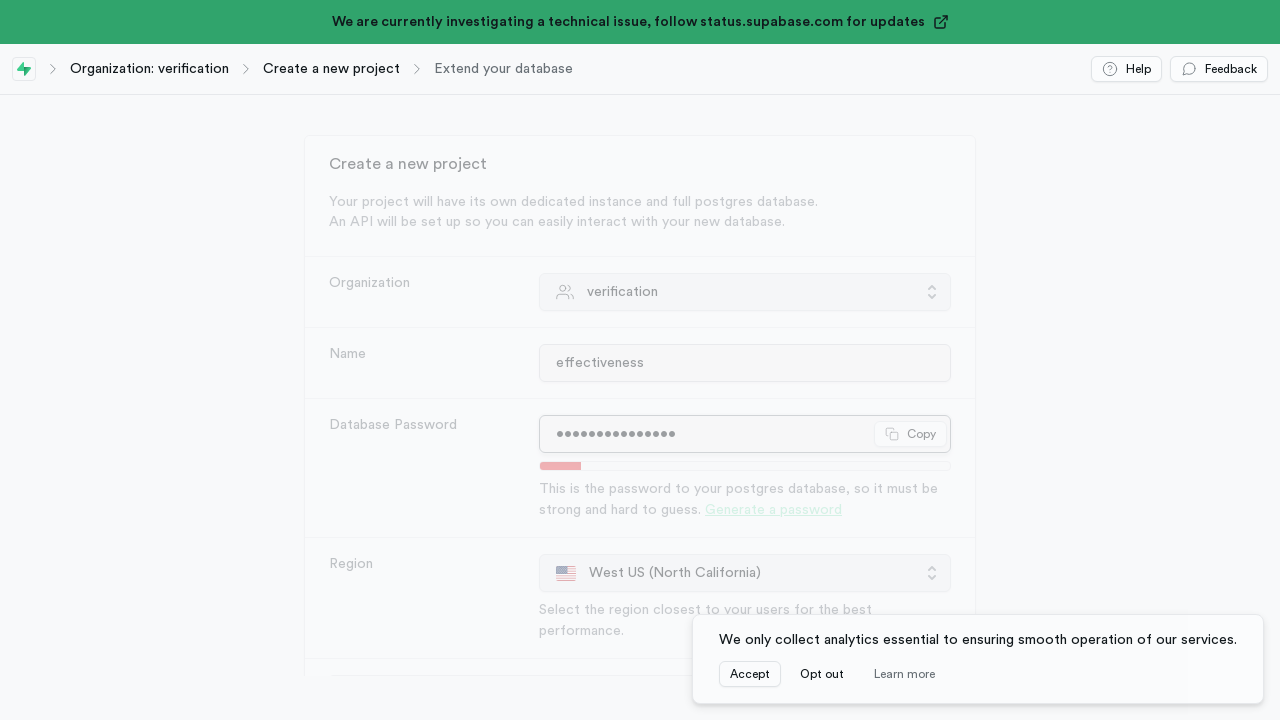 We are currently investigating a technical issue, follow status.supabase.com for updates
Organization: verification
Create a new project
Extend your database
Help
Feedback
Create a new project
Your project will have its own dedicated instance and full postgres database.
An API will be set up so you can easily interact with your new database.
Organization
verification
Name
effectiveness
Database Password
•••••••••••••••
Copy
This is the password to your postgres database, so it must be
strong and hard to guess. Generate a password
Region
West US (North California)
Select the region closest to your users for the best
performance.
We only collect analytics essential to ensuring smooth operation of our services.
Accept
Opt out
Learn more